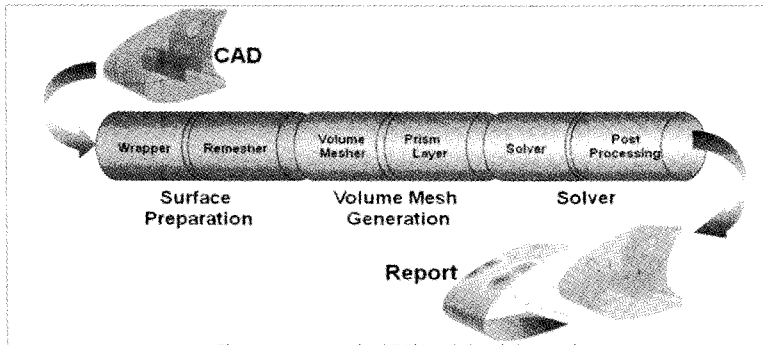 CAD
Wrapper
Remesher
Volume Mesher
Prism Layer
Solver
Post Processing
Surface Preparation
Volume Mesh Generation
Solver
Report